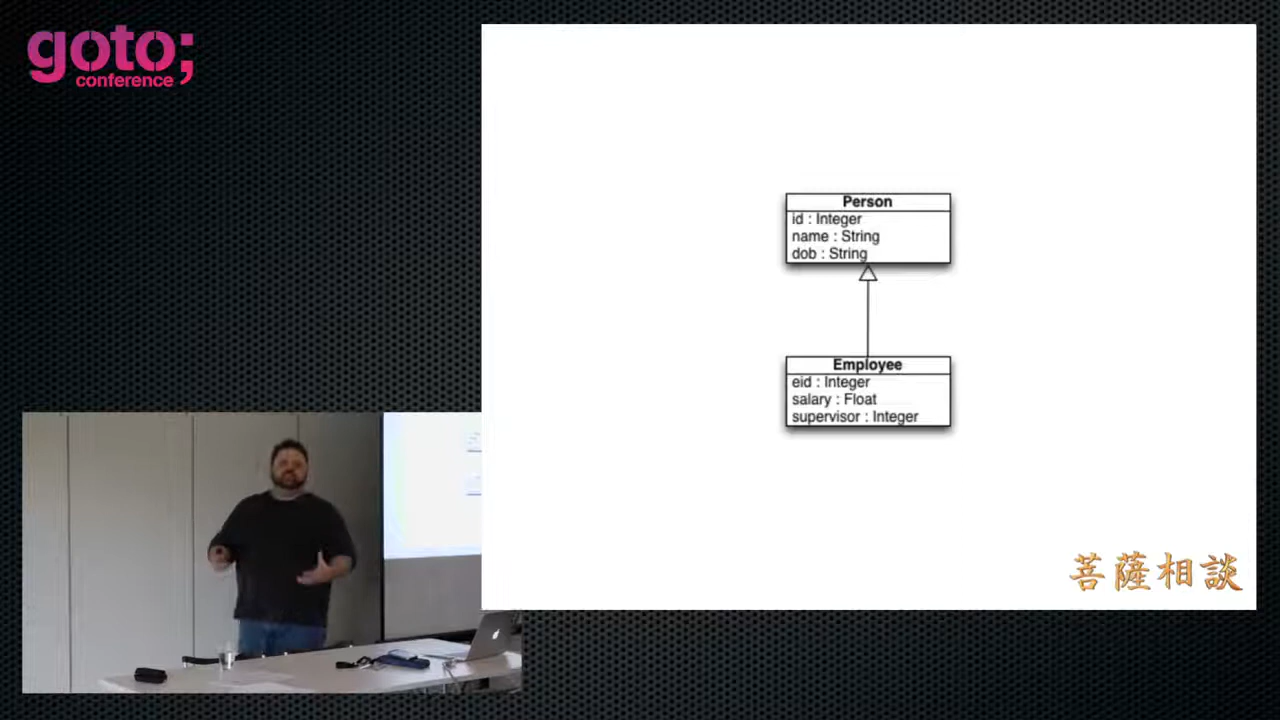 goto;
conference
Person
id : Integer
name : String
dob : String
Employee
eid : Integer
salary : Float
supervisor : Integer
菩薩相談